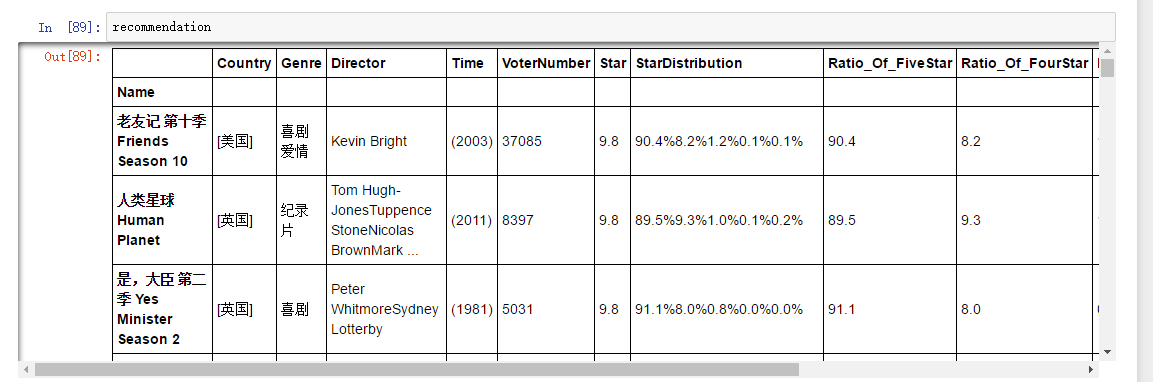 In [89]: recommendation
Out[89]:
Country Genre Director Time VoterNumber Star StarDistribution Ratio_Of_FiveStar Ratio_Of_FourStar
Name
老友记 第十季
Friends
Season 10
[美国]
喜剧
爱情
Kevin Bright
(2003) 37085 9.8 90.4%8.2%1.2%0.1%0.1% 90.4 8.2
人类星球
Human
Planet
[英国]
纪录
片
Tom Hugh-
JonesTuppence
StoneNicolas
BrownMark ...
(2011) 8397 9.8 89.5%9.3%1.0%0.1%0.2% 89.5 9.3
是，大臣 第二
季 Yes
Minister
Season 2
[英国]
喜剧
Peter
WhitmoreSydney
Lotterby
(1981) 5031 9.8 91.1%8.0%0.8%0.0%0.0% 91.1 8.0